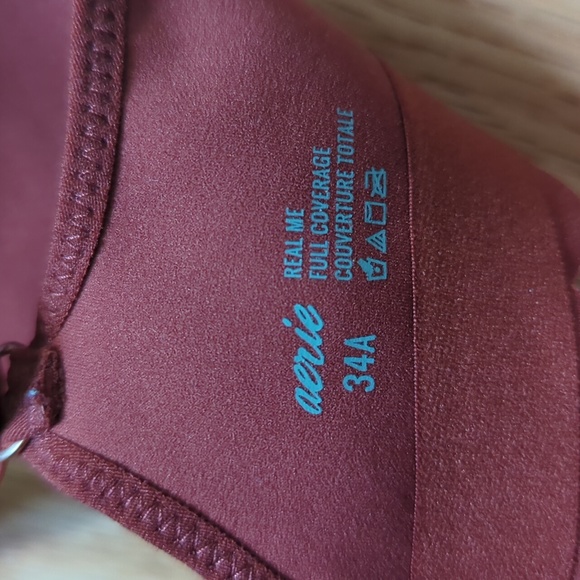 aerie
34A
REAL ME
FULL COVERAGE
COUVERTURE TOTALE